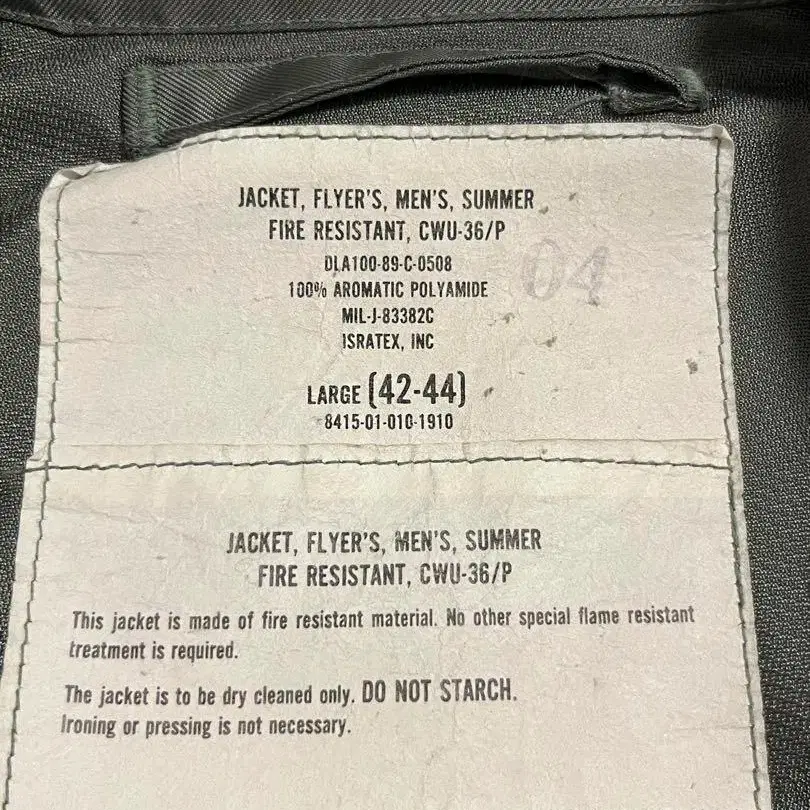 JACKET, FLYER'S, MEN'S, SUMMER
FIRE RESISTANT, CWU-36/P
DLA100-89-C-0508
100% AROMATIC POLYAMIDE
MIL-J-83382C
ISRATEX, INC
04
LARGE (42-44)
8415-01-010-1910
JACKET, FLYER'S, MEN'S, SUMMER
FIRE RESISTANT, CWU-36/P
This jacket is made of fire resistant material. No other special flame resistant
treatment is required.
The jacket is to be dry cleaned only. DO NOT STARCH.
Ironing or pressing is not necessary.